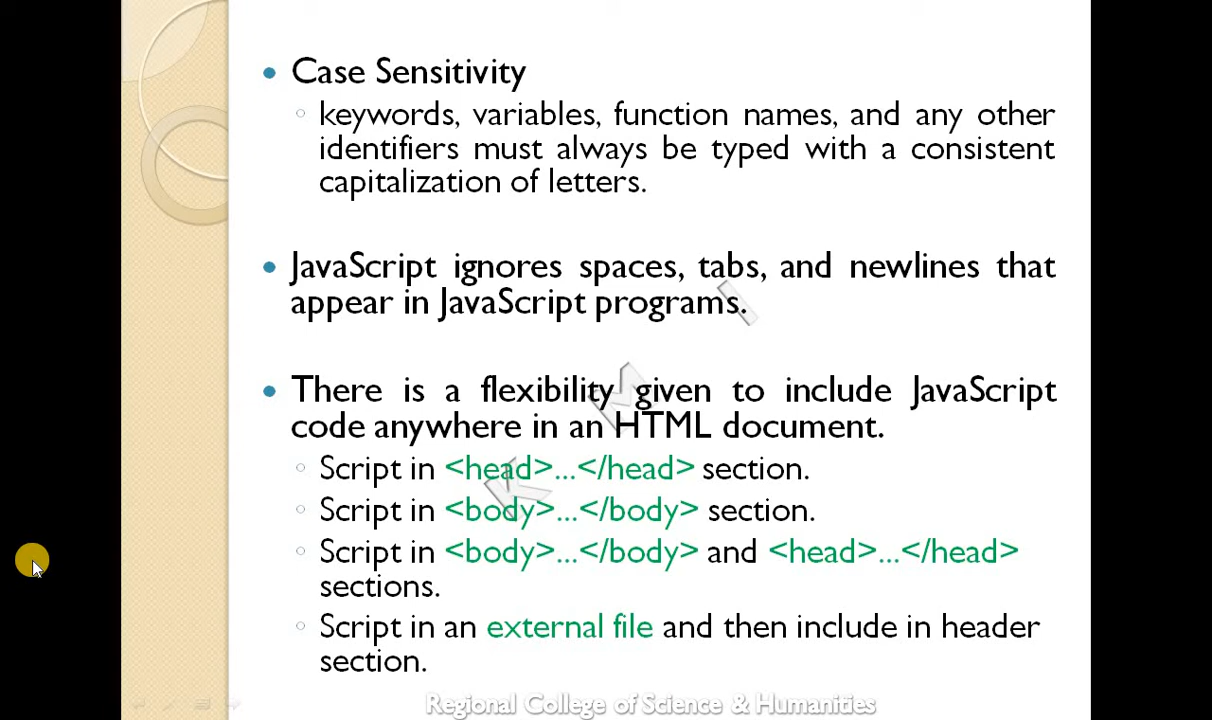 Case Sensitivity
keywords, variables, function names, and any other
identifiers must always be typed with a consistent
capitalization of letters.
JavaScript ignores spaces, tabs, and newlines that
appear in JavaScript programs.
There is a flexibility given to include JavaScript
code anywhere in an HTML document.
Script in <head>...</head> section.
Script in <body>...</body> section.
Script in <body>...</body> and <head>...</head>
sections.
Script in an external file and then include in header
section.
K M I
Regional College of Science & Humanities